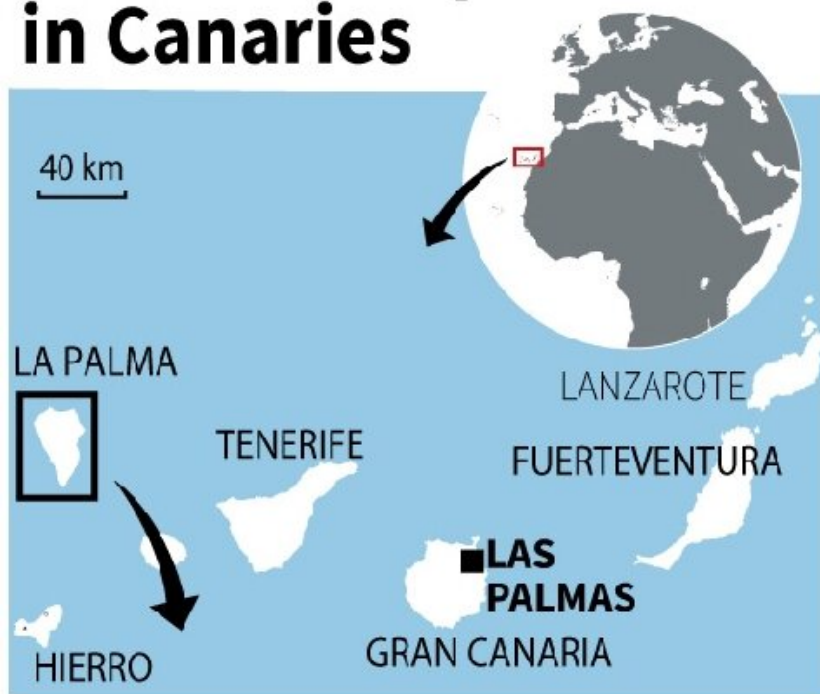 in Canaries
40 km
LA PALMA
LANZAROTE
TENERIFE
FUERTEVENTURA
LAS
PALMAS
GRAN CANARIA
HIERRO